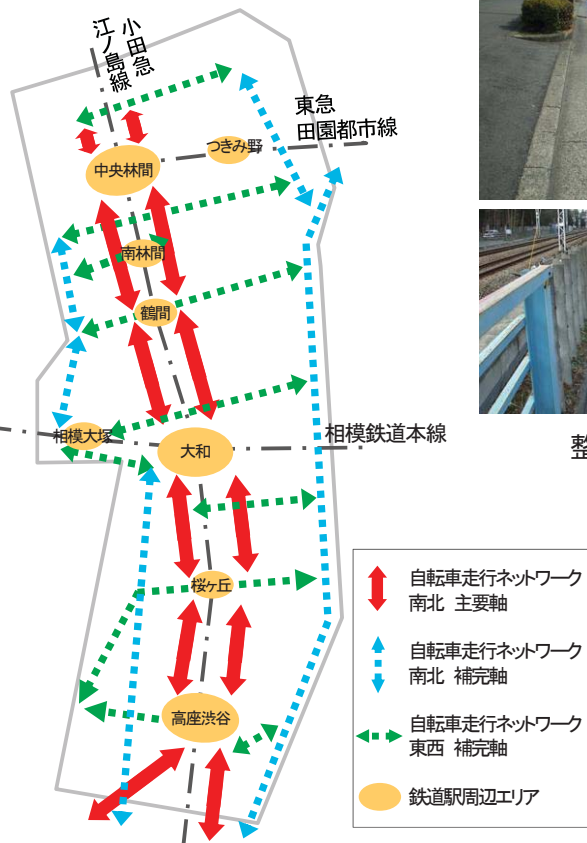 小田急
江ノ島線
東急
田園都市線
つきみ野
中央林間
南林間
鶴間
相模大塚
大和
相模鉄道本線
整
桜ヶ丘
高座渋谷
自転車走行ネットワーク
南北 主要軸
自転車走行ネットワーク
南北 補完軸
自転車走行ネットワーク
東西 補完軸
鉄道駅周辺エリア